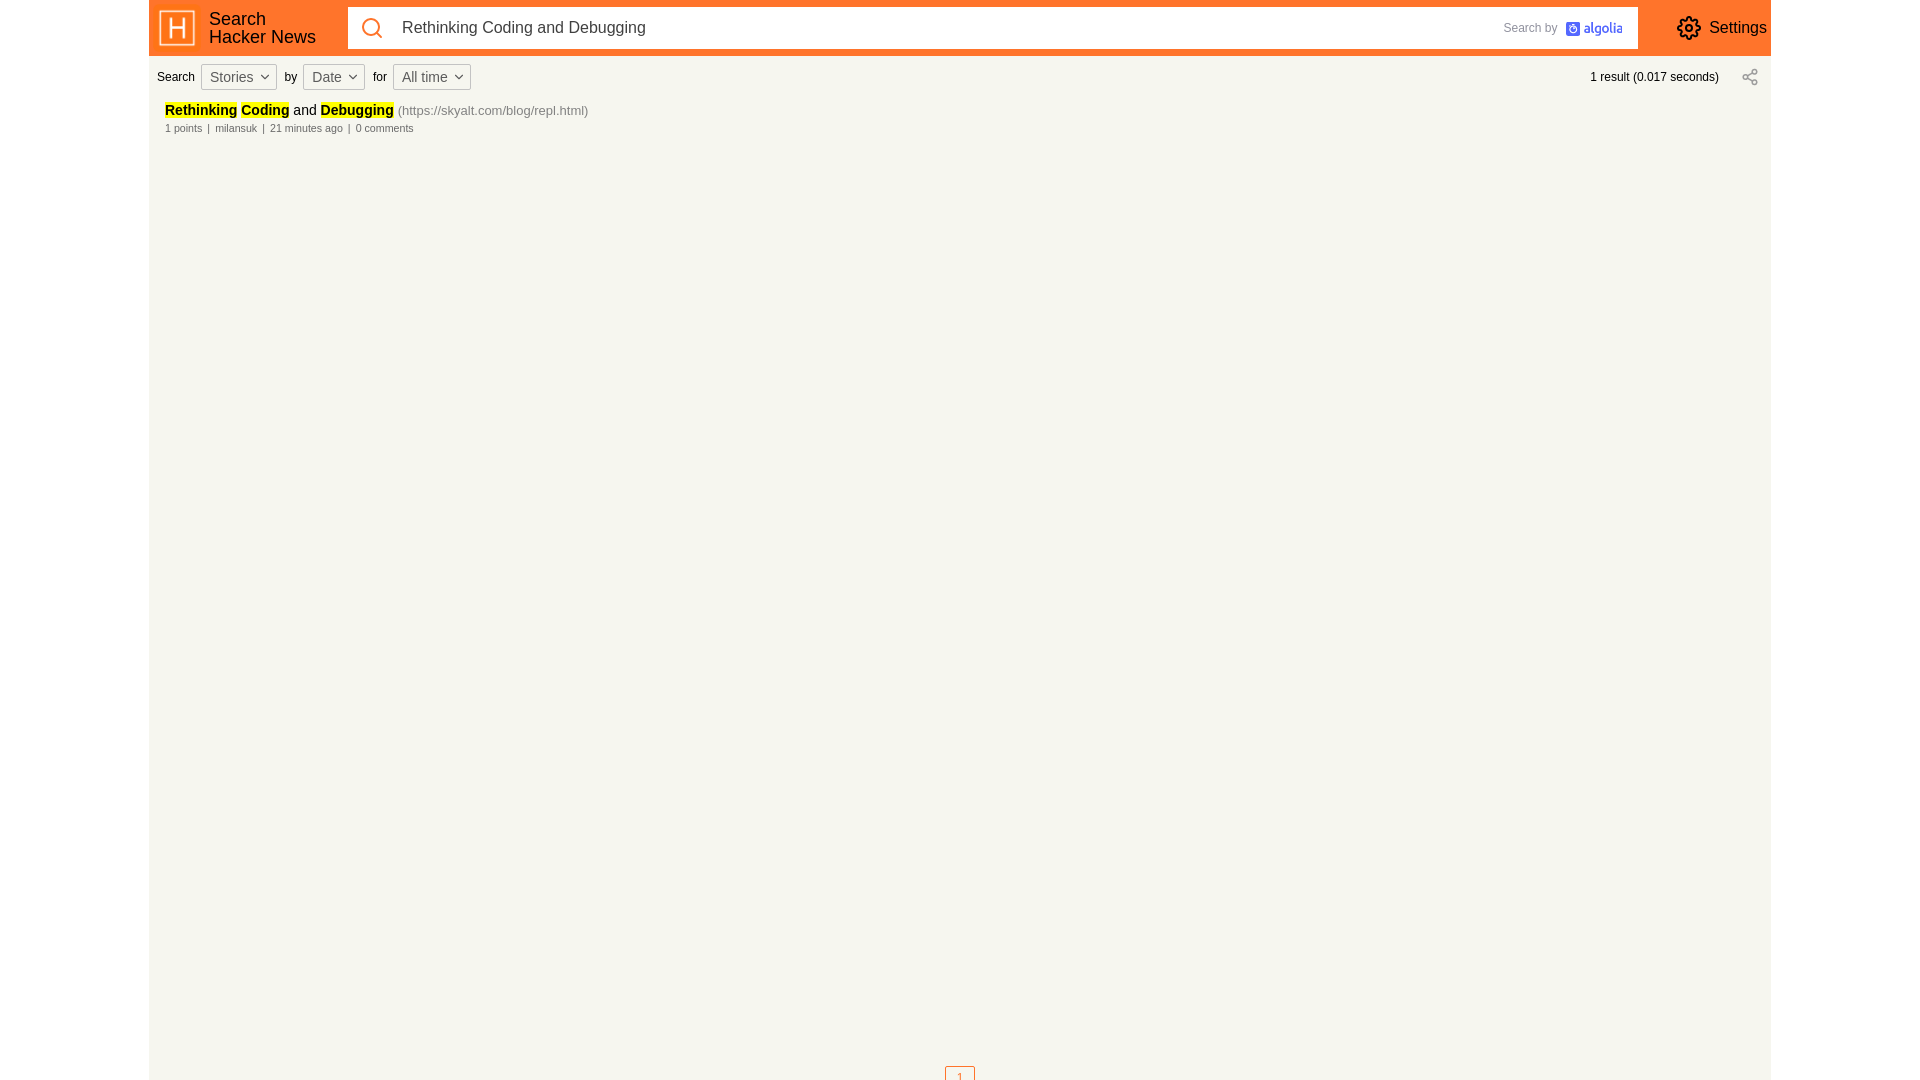 Search
Hacker News
Rethinking Coding and Debugging
Search by algolia
Settings
Search Stories by Date for All time
1 result (0.017 seconds)
Rethinking Coding and Debugging (https://skyalt.com/blog/repl.html)
1 points | milansuk | 21 minutes ago | 0 comments
1